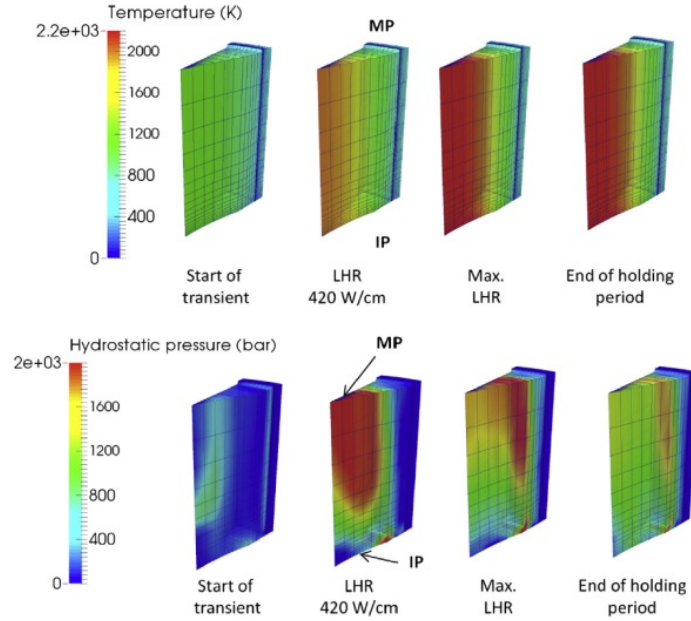 Temperature (K)
2.2e+03
2000
1600
1200
800
400
0
MP
IP
Start of
transient
LHR
420 W/cm
Max.
LHR
End of holding
period
Hydrostatic pressure (bar)
2e+03
1600
1200
800
400
0
MP
IP
Start of
transient
LHR
420 W/cm
Max.
LHR
End of holding
period